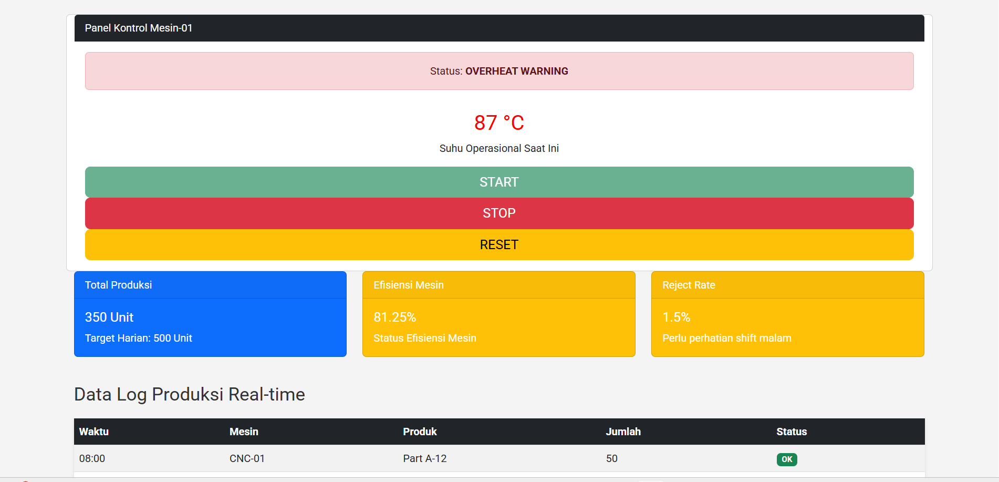 Panel Kontrol Mesin-01
Status: OVERHEAT WARNING
87 °C
Suhu Operasional Saat Ini
START
STOP
RESET
Total Produksi
350 Unit
Target Harian: 500 Unit
Efisiensi Mesin
81.25%
Status Efisiensi Mesin
Reject Rate
1.5%
Perlu perhatian shift malam
Data Log Produksi Real-time
Waktu Mesin Produk Jumlah Status
08:00 CNC-01 Part A-12 50 OK